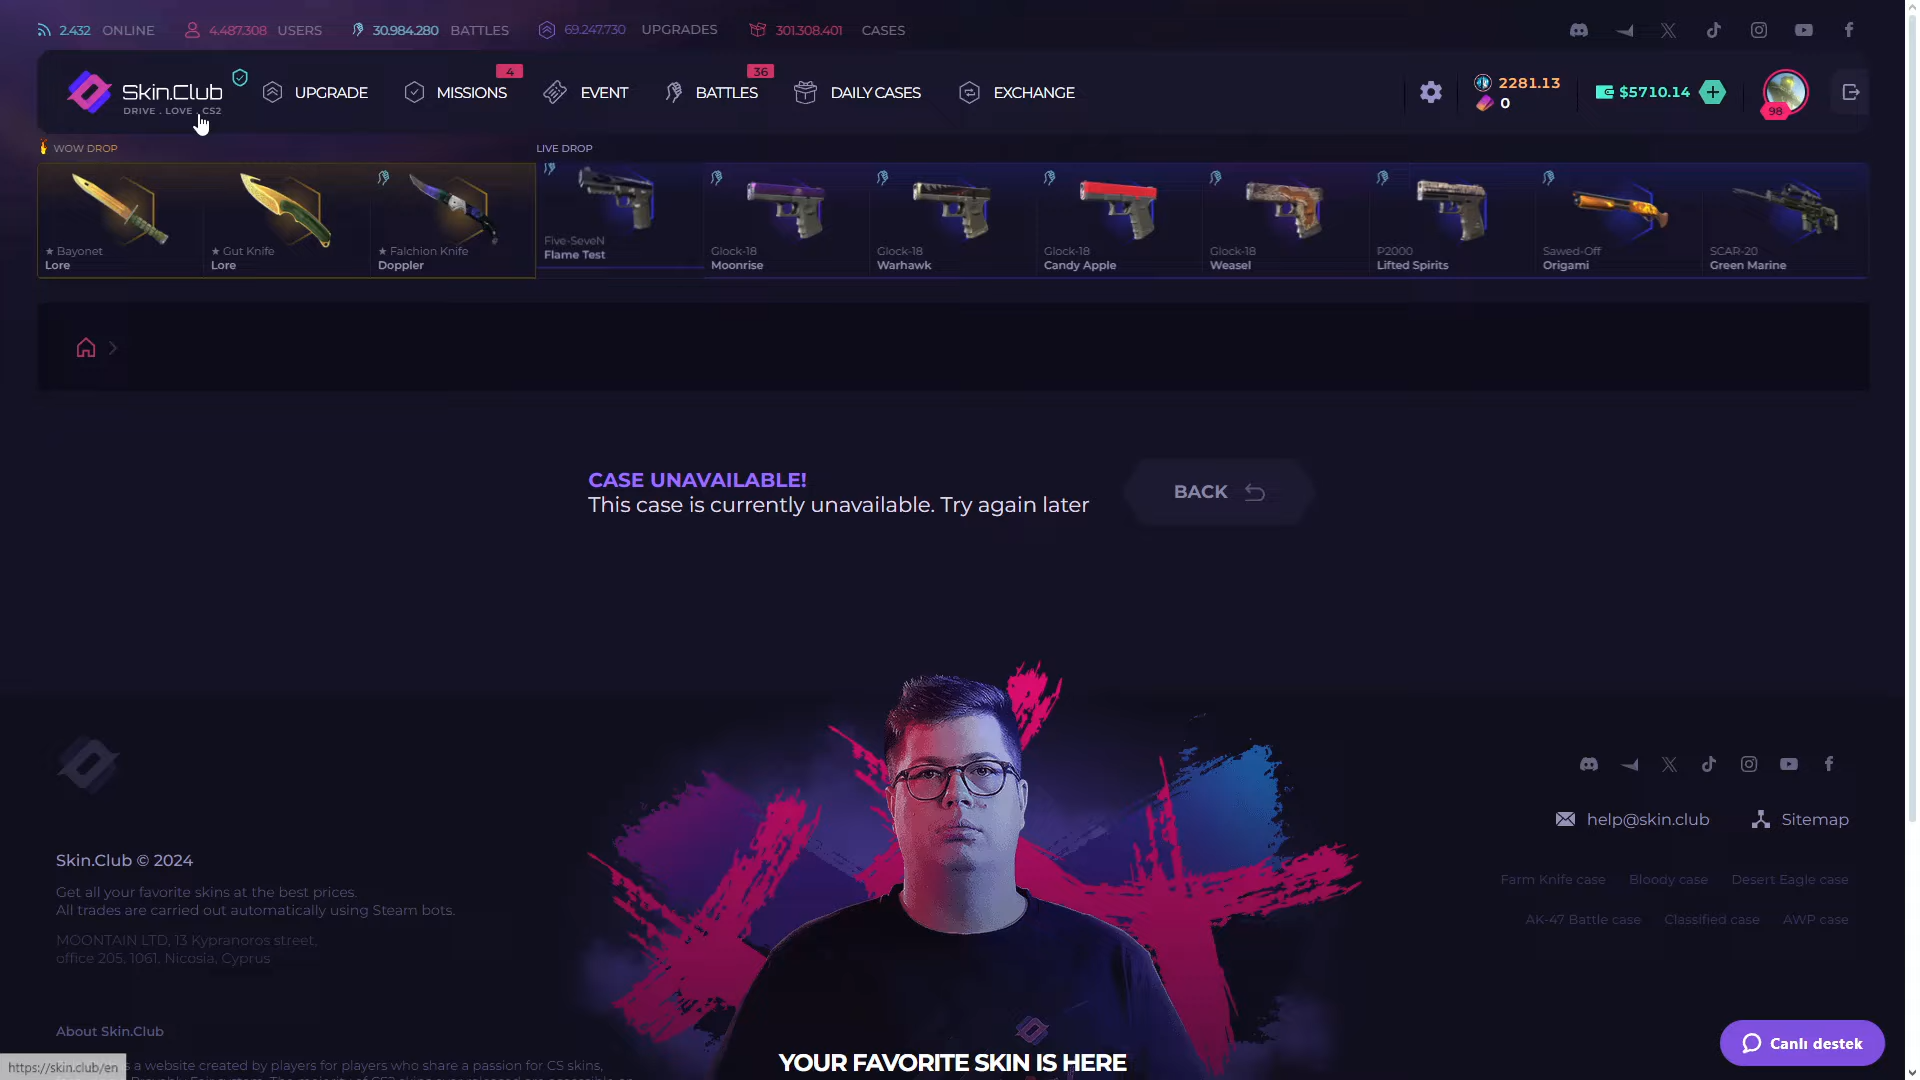 2.432 ONLINE 4.487.308 USERS 30.984.280 BATTLES 69.247.730 UPGRADES 301.308.401 CASES
Skin.Club
DRIVE . LOVE . CS2
UPGRADE
MISSIONS
4
EVENT
BATTLES
36
DAILY CASES
EXCHANGE
2281.13
0
$5710.14
98
WOW DROP
LIVE DROP
★ Bayonet
Lore
★ Gut Knife
Lore
★ Falchion Knife
Doppler
Five-SeveN
Flame Test
Glock-18
Moonrise
Glock-18
Warhawk
Glock-18
Candy Apple
Glock-18
Weasel
P2000
Lifted Spirits
Sawed-Off
Origami
SCAR-20
Green Marine
CASE UNAVAILABLE!
This case is currently unavailable. Try again later
BACK
Skin.Club © 2024
Get all your favorite skins at the best prices.
All trades are carried out automatically using Steam bots.
MOONTAIN LTD, 13 Kypranoros street,
office 205, 1061, Nicosia, Cyprus
help@skin.club
Sitemap
Farm Knife case Bloody case Desert Eagle case
AK-47 Battle case Classified case AWP case
About Skin.Club
s a website created by players for players who share a passion for CS skins,
YOUR FAVORITE SKIN IS HERE
Canlı destek
https://skin.club/en